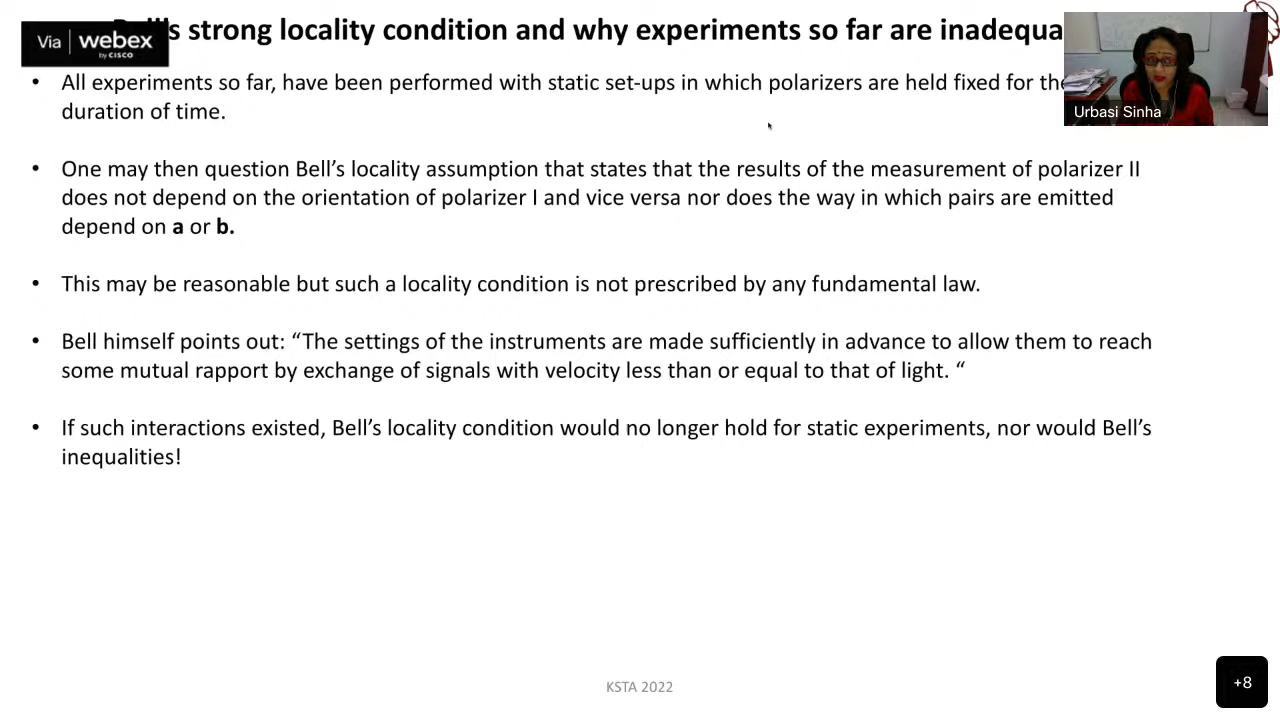 Via webex
by CISCO
strong locality condition and why experiments so far are
Urbasi Sinha
• All experiments so far, have been performed with static set-ups in which polarizers are held fixed for
duration of time.
• One may then question Bell’s locality assumption that states that the results of the measurement of polarizer II
does not depend on the orientation of polarizer I and vice versa nor does the way in which pairs are emitted
depend on a or b.
• This may be reasonable but such a locality condition is not prescribed by any fundamental law.
• Bell himself points out: “The settings of the instruments are made sufficiently in advance to allow them to reach
some mutual rapport by exchange of signals with velocity less than or equal to that of light. “
• If such interactions existed, Bell’s locality condition would no longer hold for static experiments, nor would Bell’s
inequalities!
KSTA 2022
+8